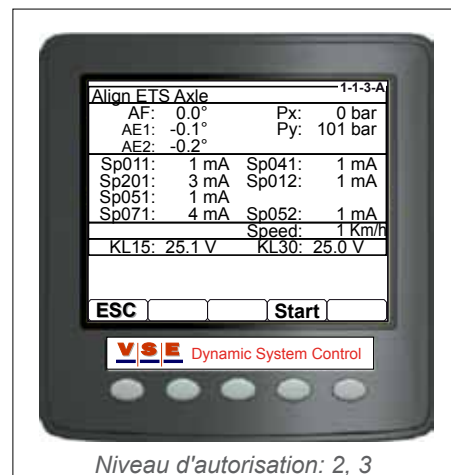 1-1-3-A
Align ETS Axle
AF: 0.0° Px: 0 bar
AE1: -0.1° Py: 101 bar
AE2: -0.2°
Sp011: 1 mA Sp041: 1 mA
Sp201: 3 mA Sp012: 1 mA
Sp051: 1 mA
Sp071: 4 mA Sp052: 1 mA
Speed: 1 Km/h
KL15: 25.1 V KL30: 25.0 V
ESC Start
VSE Dynamic System Control
Niveau d'autorisation: 2, 3